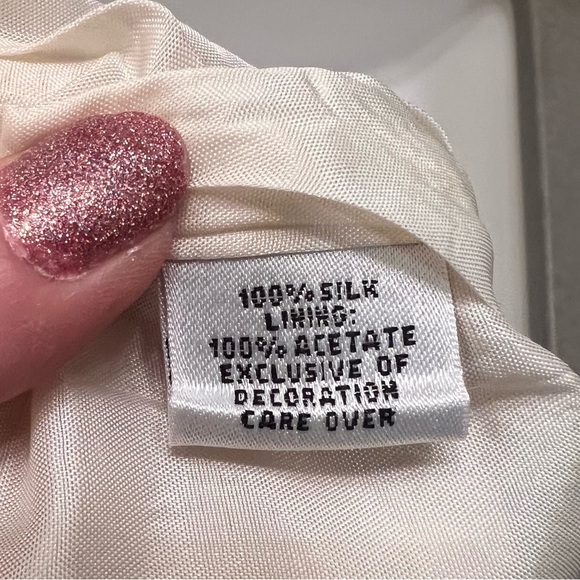 100% SILK
LINING:
100% ACETATE
EXCLUSIVE OF
DECORATION
CARE OVER